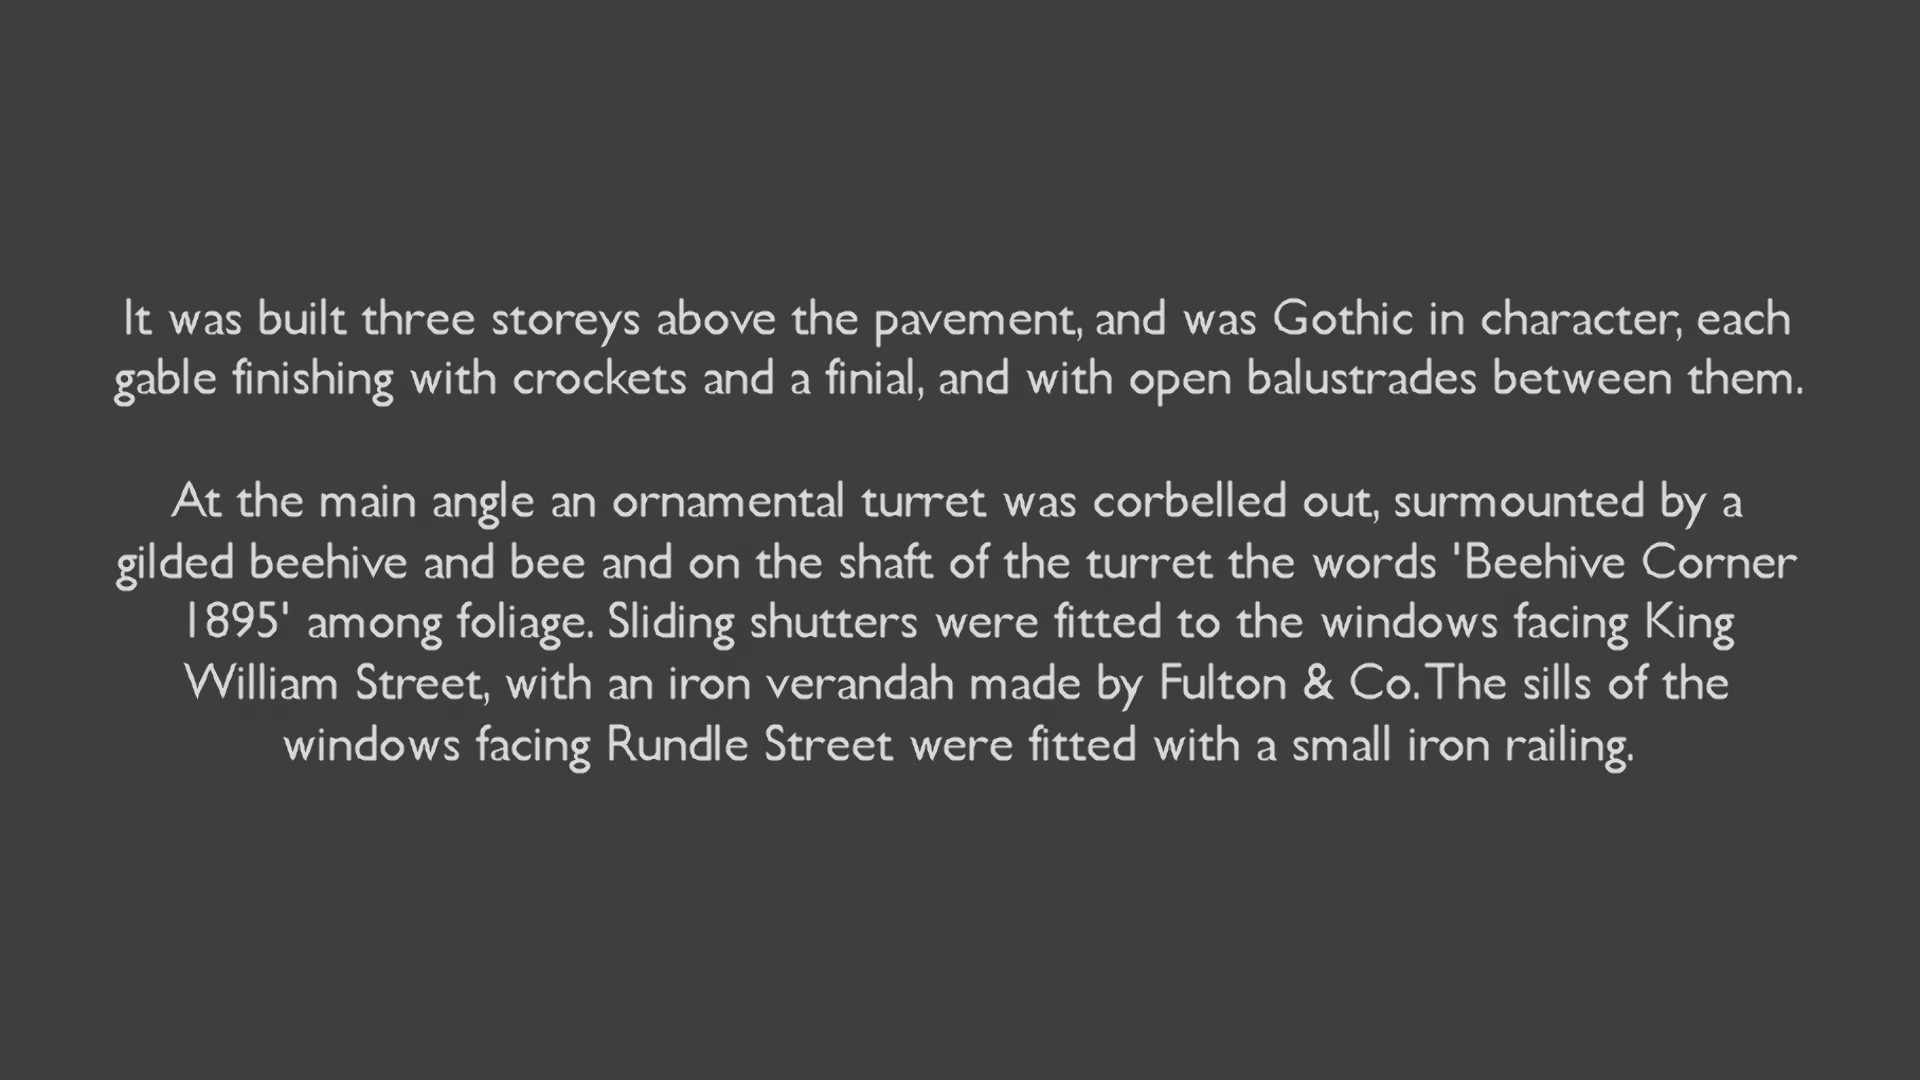 It was built three storeys above the pavement, and was Gothic in character, each
gable finishing with crockets and a finial, and with open balustrades between them.
At the main angle an ornamental turret was corbelled out, surmounted by a
gilded beehive and bee and on the shaft of the turret the words 'Beehive Corner
1895' among foliage. Sliding shutters were fitted to the windows facing King
William Street, with an iron verandah made by Fulton & Co. The sills of the
windows facing Rundle Street were fitted with a small iron railing.